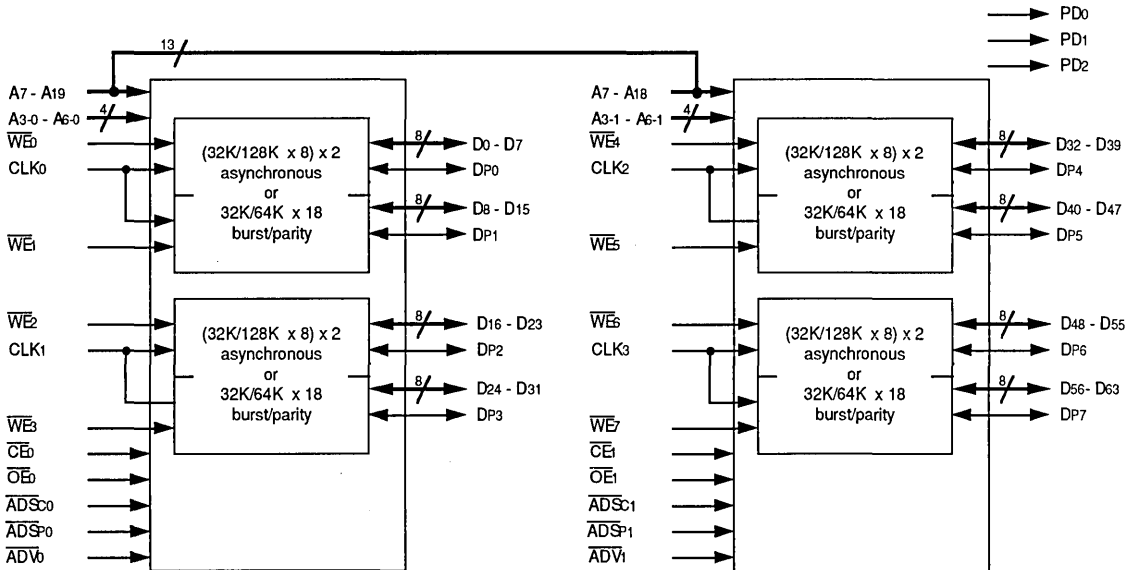 PD0
PD1
PD2
13
A7 - A19
A3-0 - A6-0
4
WE0
CLK0
WE1
(32K/128K x 8) x 2
asynchronous
or
32K/64K x 18
burst/parity
8
D0 - D7
DP0
8
D8 - D15
DP1
WE2
CLK1
WE3
(32K/128K x 8) x 2
asynchronous
or
32K/64K x 18
burst/parity
8
D16 - D23
DP2
8
D24 - D31
DP3
CE0
OE0
ADSC0
ADSP0
ADV0
A7 - A18
A3-1 - A6-1
4
WE4
CLK2
WE5
(32K/128K x 8) x 2
asynchronous
or
32K/64K x 18
burst/parity
8
D32 - D39
DP4
8
D40 - D47
DP5
WE6
CLK3
WE7
(32K/128K x 8) x 2
asynchronous
or
32K/64K x 18
burst/parity
8
D48 - D55
DP6
8
D56- D63
DP7
CE1
OE1
ADSC1
ADSP1
ADV1